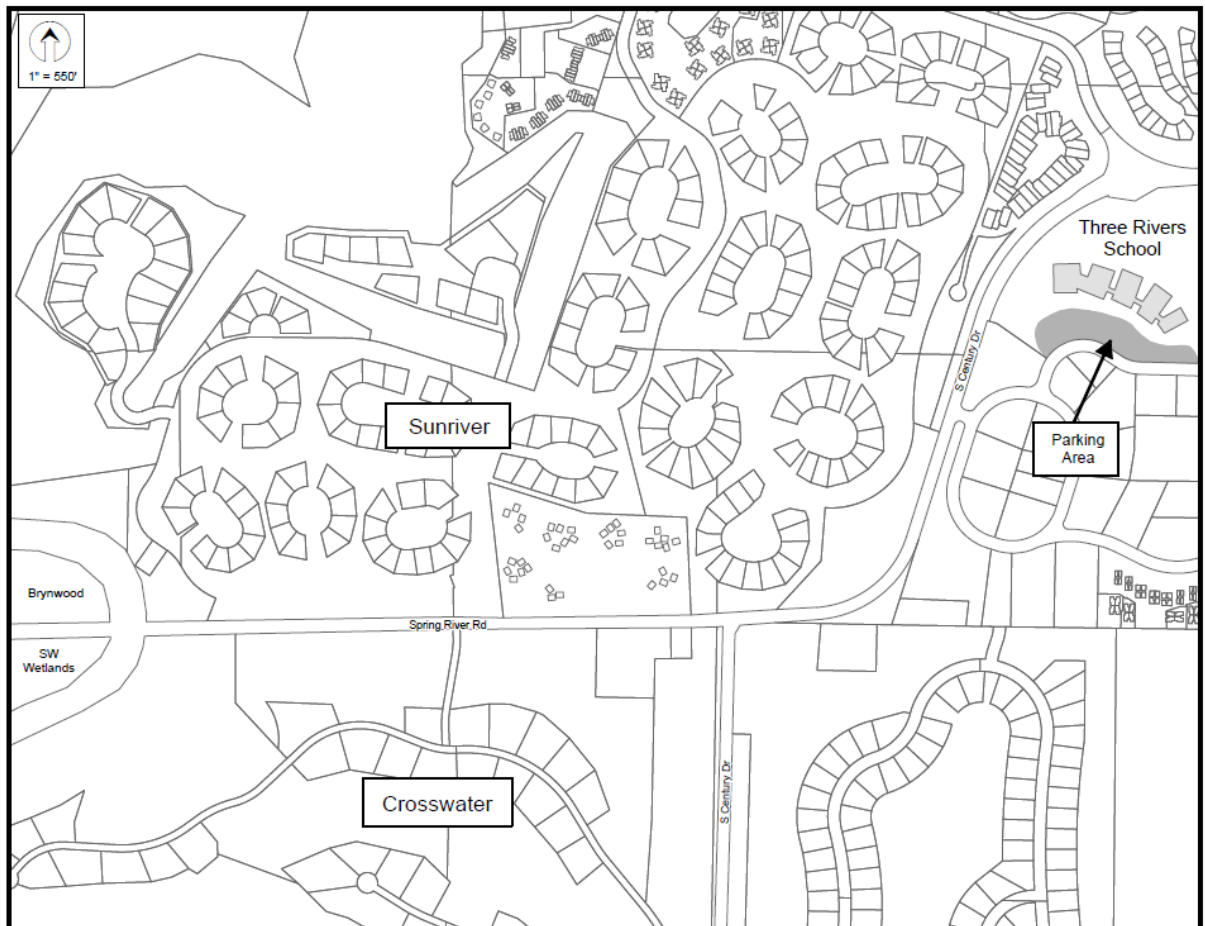 1" = 550'
Three Rivers
School
S Century Dr
Sunriver
Parking
Area
Brynwood
Spring River Rd
SW
Wetlands
S Century Dr
Crosswater